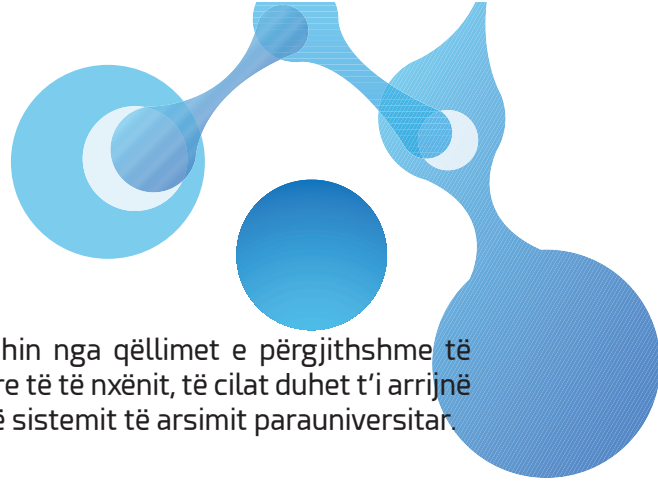 hin nga qëllimet e përgjithshme të
re të të nxënit, të cilat duhet t'i arrijnë
ë sistemit të arsimit parauniversitar.